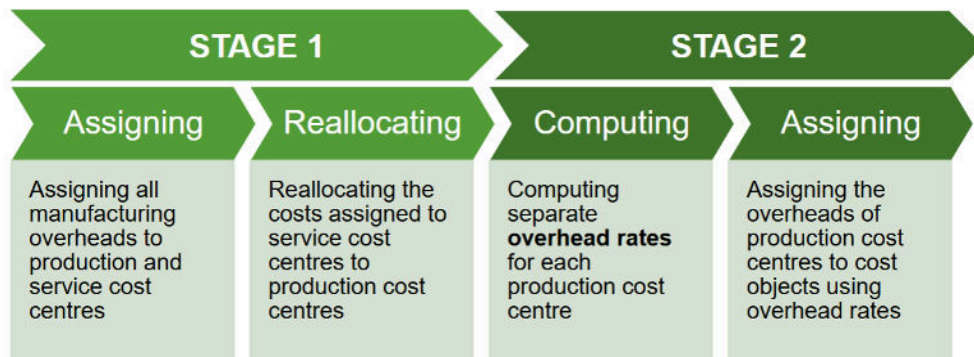 STAGE 1
STAGE 2
Assigning
Reallocating
Computing
Assigning
Assigning all
manufacturing
overheads to
production and
service cost
centres
Reallocating the
costs assigned to
service cost
centres to
production cost
centres
Computing
separate
overhead rates
for each
production cost
centre
Assigning the
overheads of
production cost
centres to cost
objects using
overhead rates